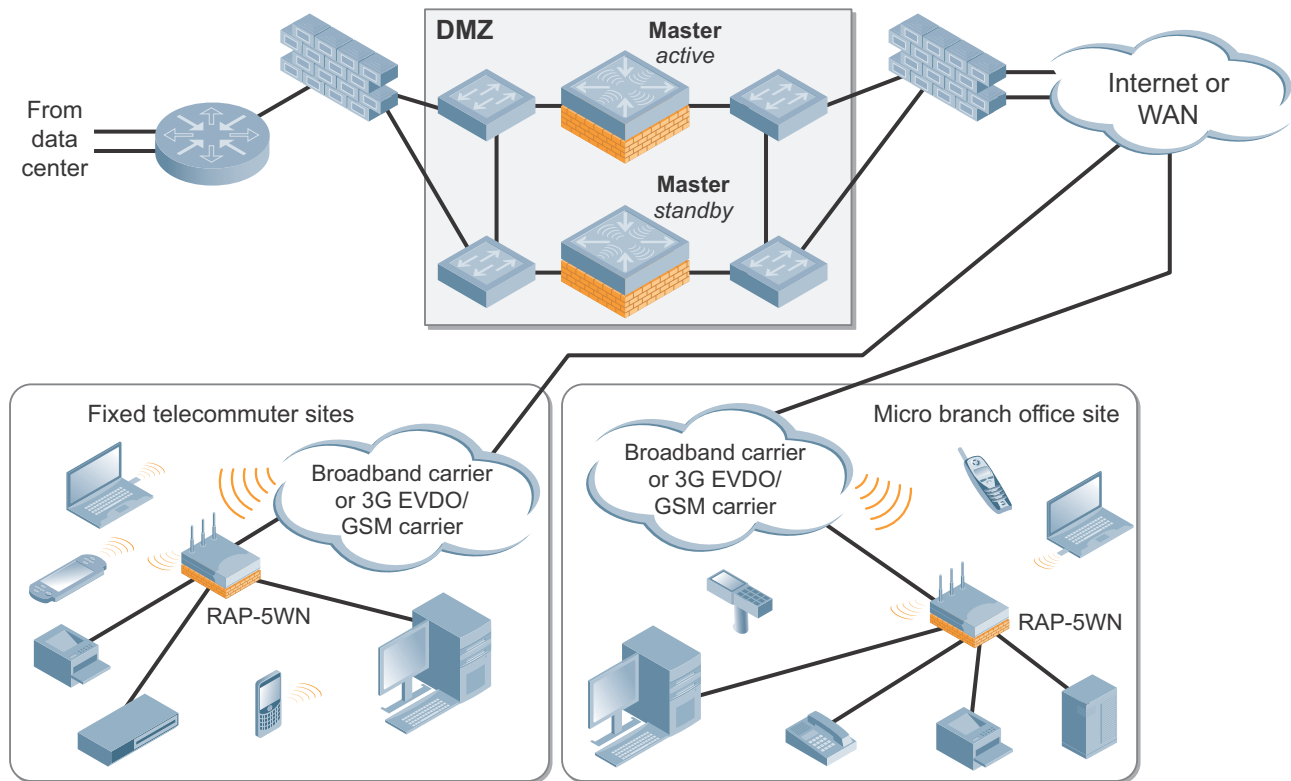 DMZ
Master
active
From
data
center
Internet or
WAN
Master
standby
Fixed telecommuter sites
Broadband carrier
or 3G EVDO/
GSM carrier
RAP-5WN
Micro branch office site
Broadband carrier
or 3G EVDO/
GSM carrier
RAP-5WN